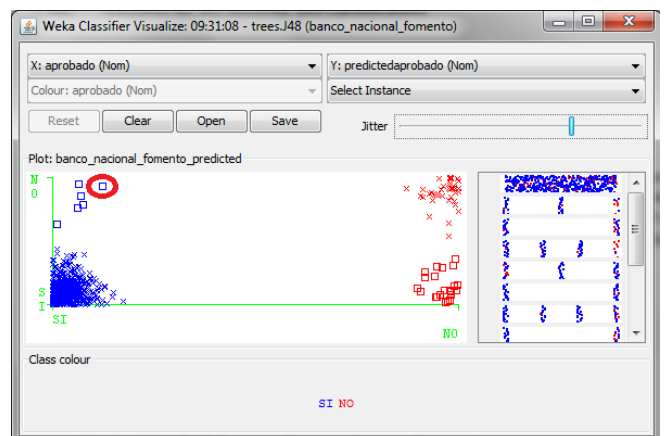 Weka Classifier Visualize: 09:31:08 - trees.J48 (banco_nacional_fomento)
X: aprobado (Nom) Y: predictedaprobado (Nom)
Colour: aprobado (Nom) Select Instance
Reset Clear Open Save Jitter
Plot: banco_nacional_fomento_predicted
N
O
S
I
SI
NO
Class colour
SI NO